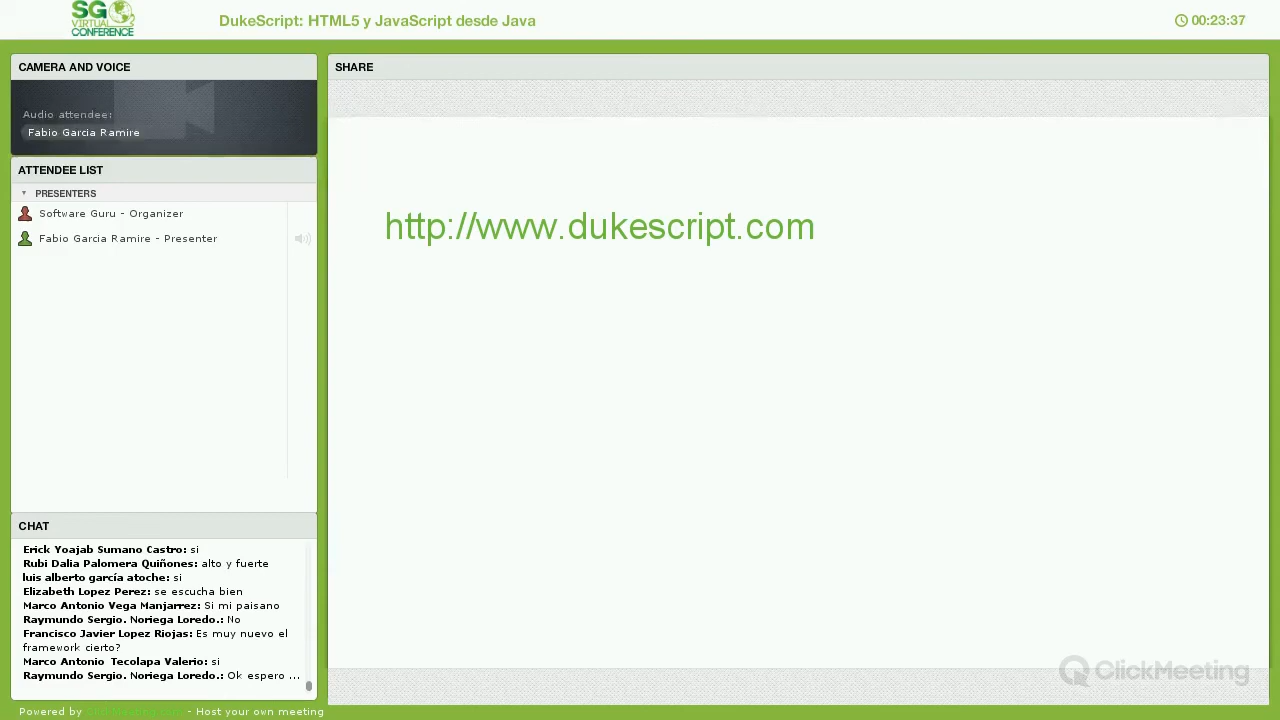 SG
VIRTUAL
CONFERENCE
DukeScript: HTML5 y JavaScript desde Java
00:23:37
CAMERA AND VOICE
Audio attendee:
Fabio Garcia Ramire
ATTENDEE LIST
PRESENTERS
Software Guru - Organizer
Fabio Garcia Ramire - Presenter
CHAT
Erick Yoajab Sumano Castro: si
Rubi Dalia Palomera Quiñones: alto y fuerte
luis alberto garcía atoche: si
Elizabeth Lopez Perez: se escucha bien
Marco Antonio Vega Manjarrez: Si mi paisano
Raymundo Sergio. Noriega Loredo.: No
Francisco Javier Lopez Riojas: Es muy nuevo el
framework cierto?
Marco Antonio Tecolapa Valerio: si
Raymundo Sergio. Noriega Loredo.: Ok espero ...
Powered by - Host your own meeting
SHARE
http://www.dukescript.com
ClickMeeting